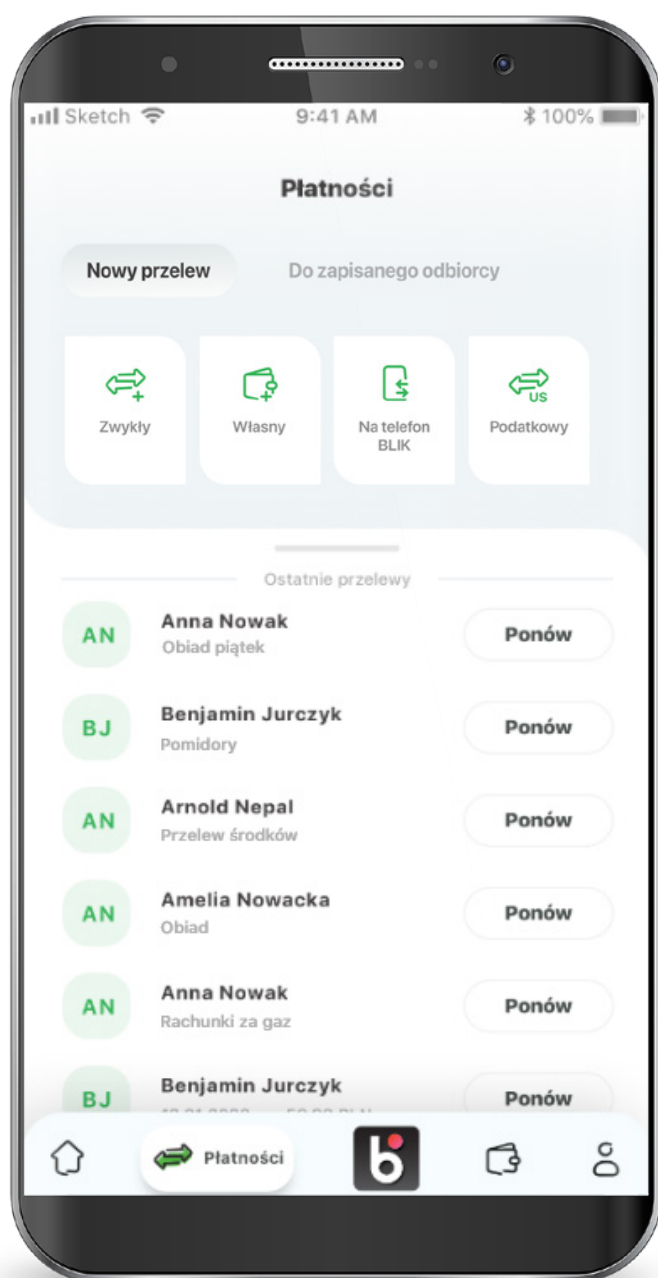 Sketch
9:41 AM
100%
Płatności
Nowy przelew
Do zapisanego odbiorcy
Zwykły
Własny
Na telefon
BLIK
US
Podatkowy
Ostatnie przelewy
AN
Anna Nowak
Obiad piątek
Ponów
BJ
Benjamin Jurczyk
Pomidory
Ponów
AN
Arnold Nepal
Przelew środków
Ponów
AN
Amelia Nowacka
Obiad
Ponów
AN
Anna Nowak
Rachunki za gaz
Ponów
BJ
Benjamin Jurczyk
Ponów
Płatności
b